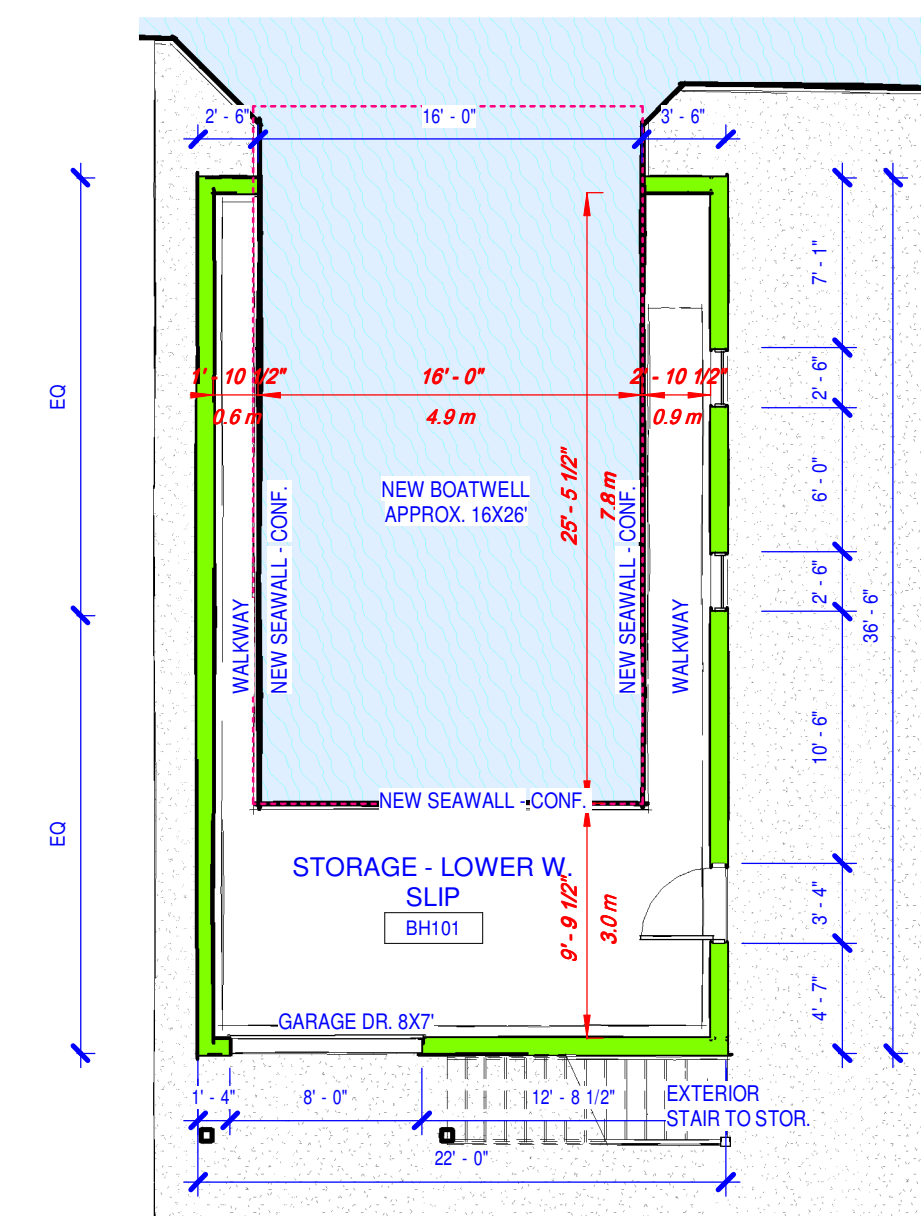 2' - 6"
16' - 0"
3' - 6"
7' - 1"
EQ
1' - 10 1/2"
16' - 0"
2' - 10 1/2"
2' - 6"
0.6 m
4.9 m
0.9 m
25' - 5 1/2"
7.8 m
6' - 0"
NEW BOATWELL
APPROX. 16X26'
NEW SEAWALL - CONF.
NEW SEAWALL - CONF.
2' - 6"
36' - 6"
WALKWAY
WALKWAY
10' - 6"
NEW SEAWALL - CONF.
EQ
STORAGE - LOWER W.
SLIP
BH101
9' - 9 1/2"
3.0 m
3' - 4"
4' - 7"
GARAGE DR. 8X7'
1' - 4"
8' - 0"
12' - 8 1/2"
EXTERIOR
STAIR TO STOR.
22' - 0"